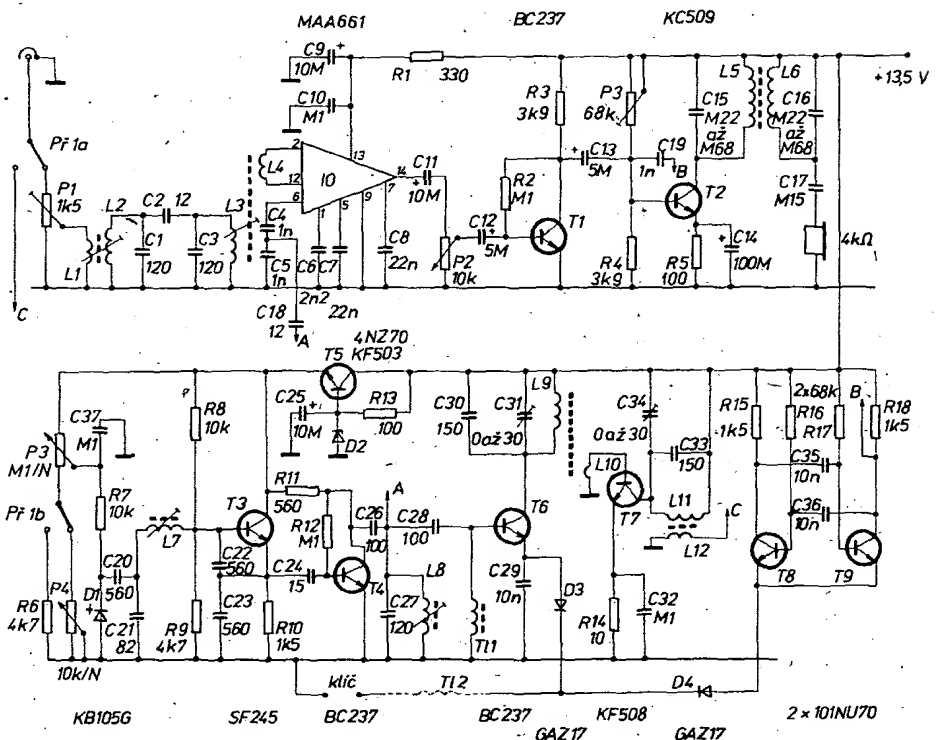 MAA661 BC237 KC509
C9 +
10M
R1 330
C10
M1
L5 L6
+13,5 V
R3
3k9
P3
68k
C15
M22
až
M68
C16
M22
až
M68
Př 1a
2 13
L4 IO 14 C11
12 7 + 10M
6 1 5 9
R2
M1
+ C13
5M
C19
1n B
T2
C17
M15
P1
1k5
L2 C2 12 L3
C4
1n
C12 +
5M
T1
C1
120
C3
120
L1
C5
1n
C6 C7
2n2
22n
C8
22n
P2
10k
R4
3k9
R5
100
+ C14
100M
4kΩ
C
C18
12 A
4NZ70
T5 KF503
L9
C25 +
10M
R13
100
D2
C30
150
C31
0až30
C34
0až30
C33
150
R15
1k5
2x68k
R16
R17
B R18
1k5
C37
M1
R8
10k
P3
M1/N
L10
C35
10n
R7
10k
R11
560
A
T3
T6
T7
L11
L12
C
C36
10n
Př 1b
L7
R12
M1
C26
100
C28
100
T8 T9
C20
560
C22
560
C24
15
T4
L8
C29
10n
D3
P4
D1
+
R6
4k7
C21
82
R9
4k7
C23
560
R10
1k5
C27
120
Tl1
R14
10
C32
M1
10k/N
klíč Tl2 D4
KB105G SF245 BC237 BC237 KF508 2 x 101NU70
GAZ17 GAZ17